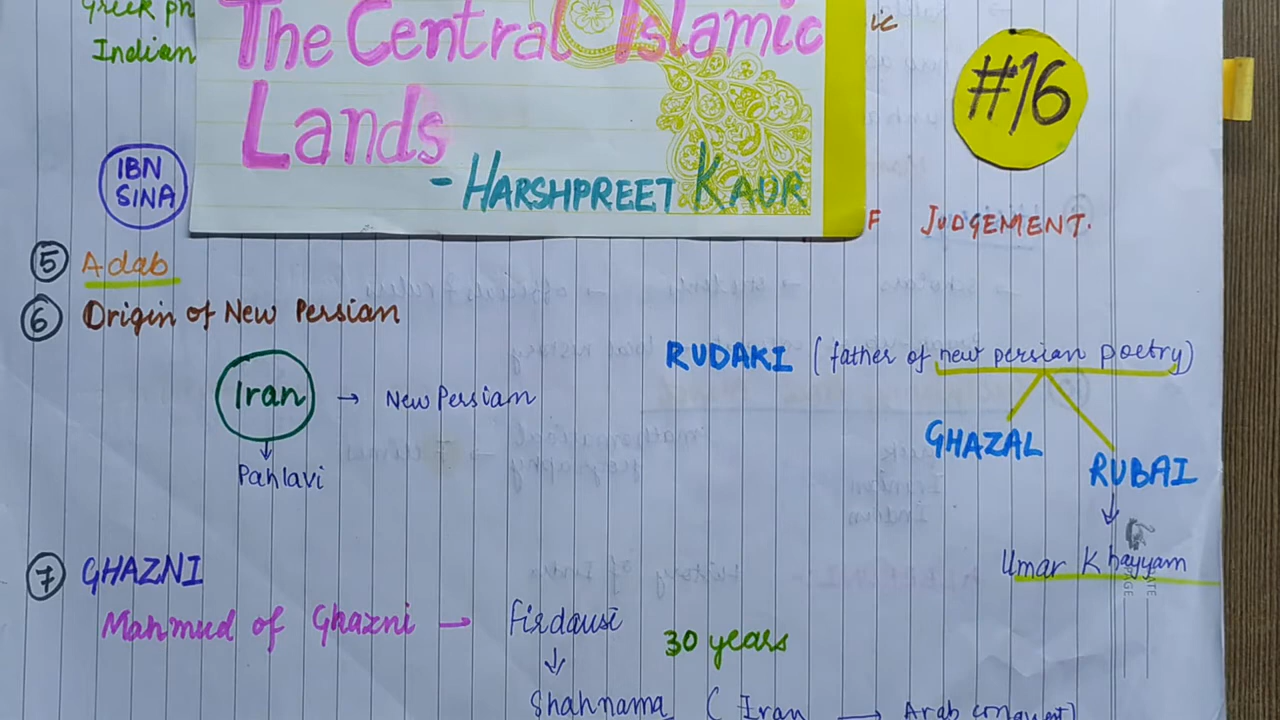 Greek ph
Indian
The Central Islamic
Lands
- HARSHPREET KAUR
ic
#16
IBN
SINA
F JUDGEMENT.
5 Adab
6 Origin of New Persian
Iran → New Persian
↓
Pahlavi
RUDAKI (father of new persian poetry)
GHAZAL
RUBAI
↓
Umar Khayyam
7 GHAZNI
Mahmud of Ghazni → Firdausi
30 years
↓
Shahnama ( Iran → Arab conquest)